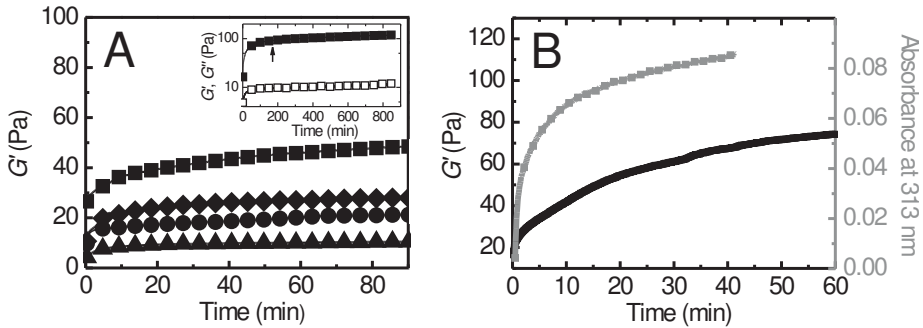 A
G' (Pa)
100
80
60
40
20
0
0 20 40 60 80
Time (min)
G', G'' (Pa)
100
10
0 200 400 600 800
Time (min)
B
G' (Pa)
120
100
80
60
40
20
0 10 20 30 40 50 60
Time (min)
0.08
0.06
0.04
0.02
0.00
Absorbance at 313 nm